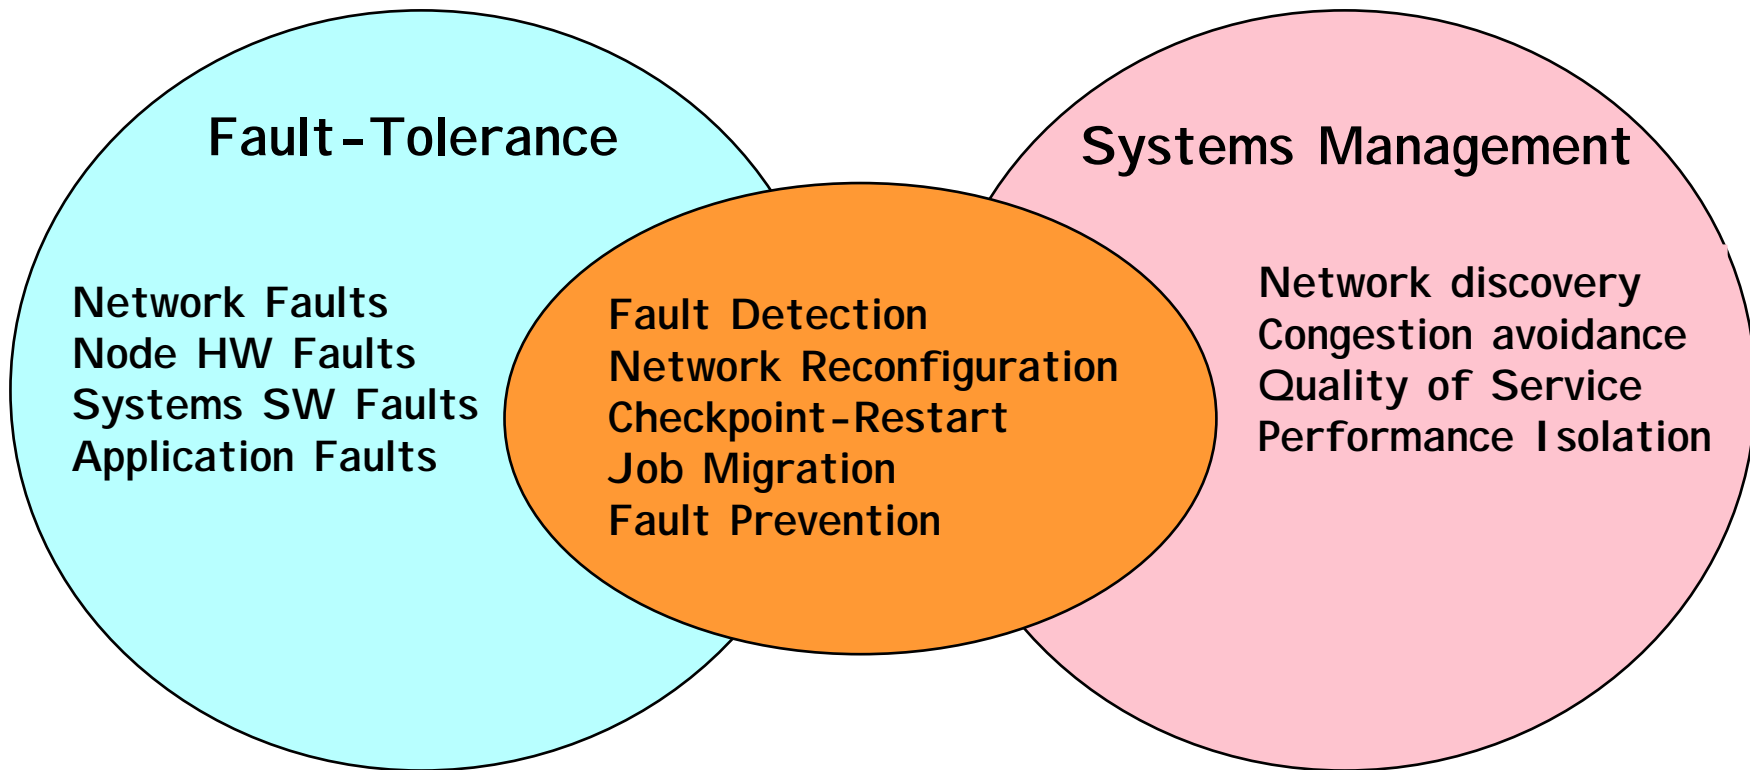 Fault-Tolerance
Network Faults
Node HW Faults
Systems SW Faults
Application Faults
Fault Detection
Network Reconfiguration
Checkpoint-Restart
Job Migration
Fault Prevention
Systems Management
Network discovery
Congestion avoidance
Quality of Service
Performance Isolation